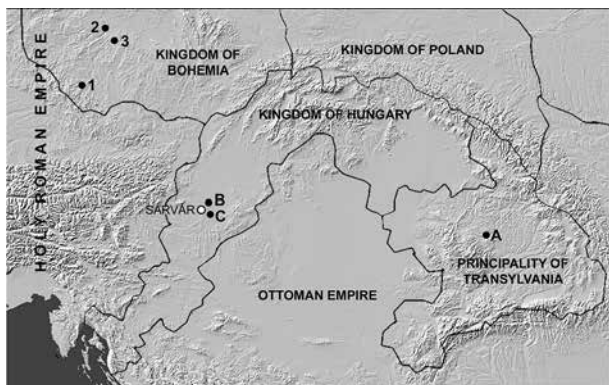 2
3
1
KINGDOM OF
BOHEMIA
KINGDOM OF POLAND
HOLY ROMAN EMPIRE
KINGDOM OF HUNGARY
B
SÁRVÁR
C
A
PRINCIPALITY OF
TRANSYLVANIA
OTTOMAN EMPIRE